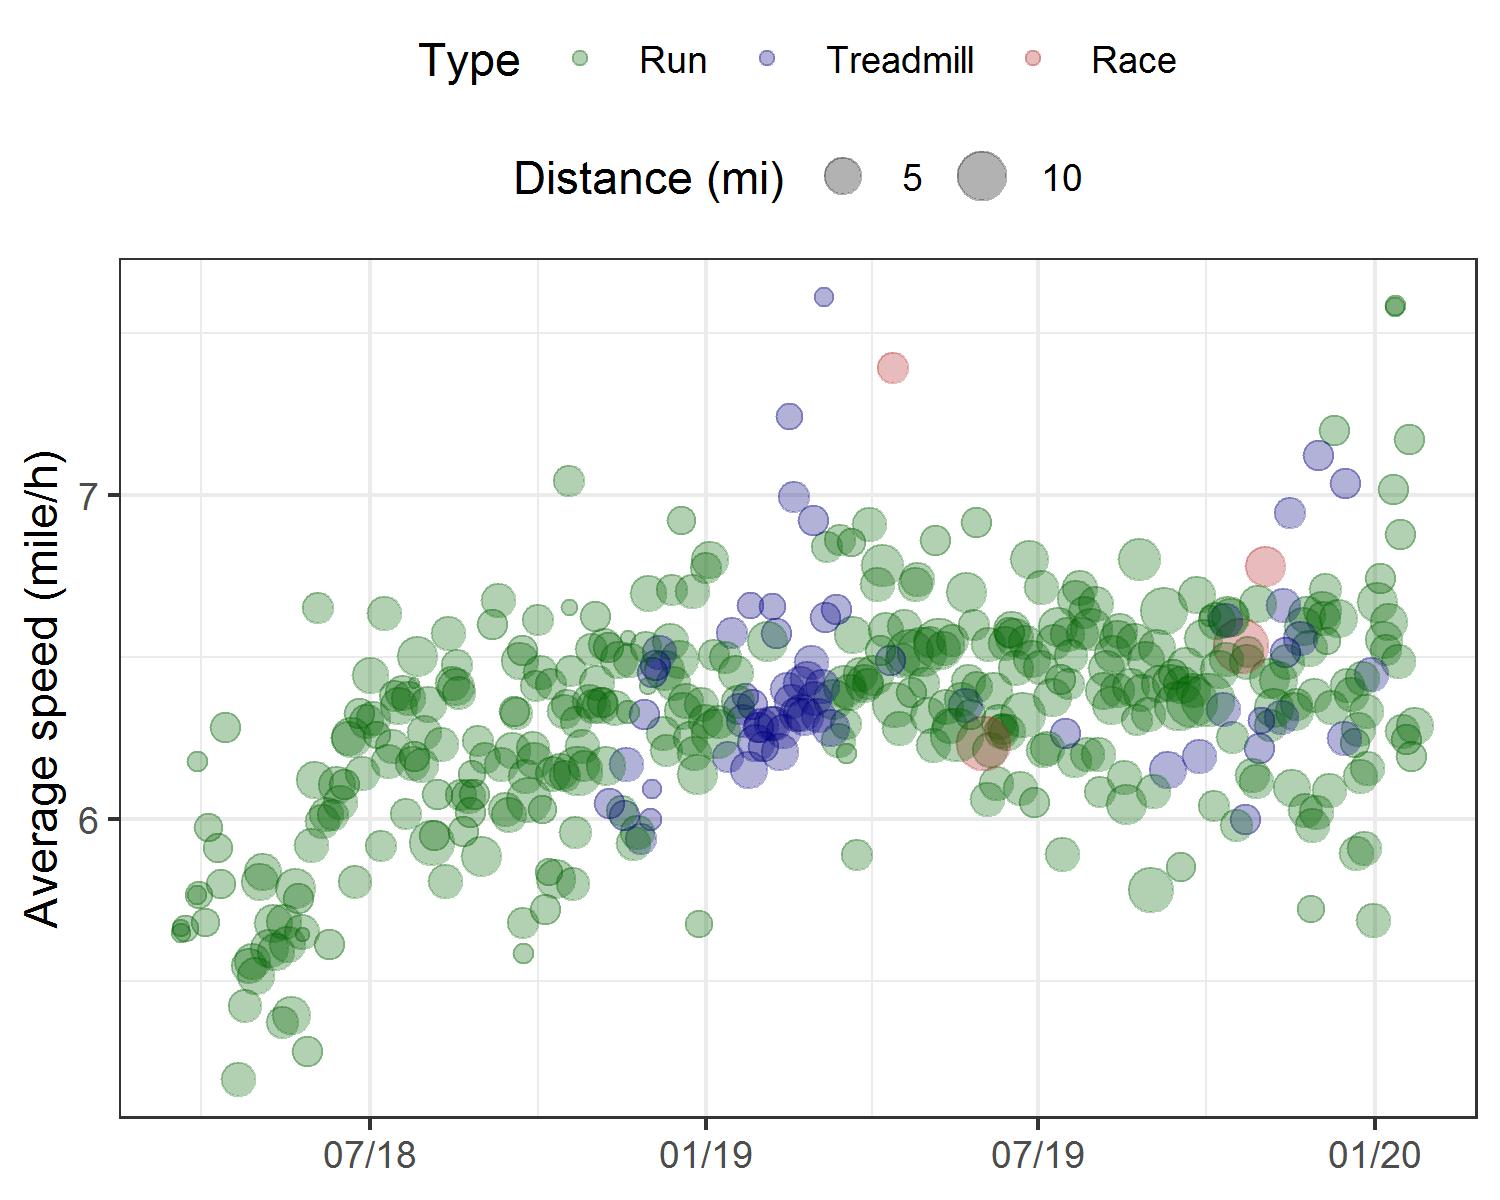 Type Run Treadmill Race
Distance (mi) 5 10
Average speed (mile/h)
7
6
07/18 01/19 07/19 01/20